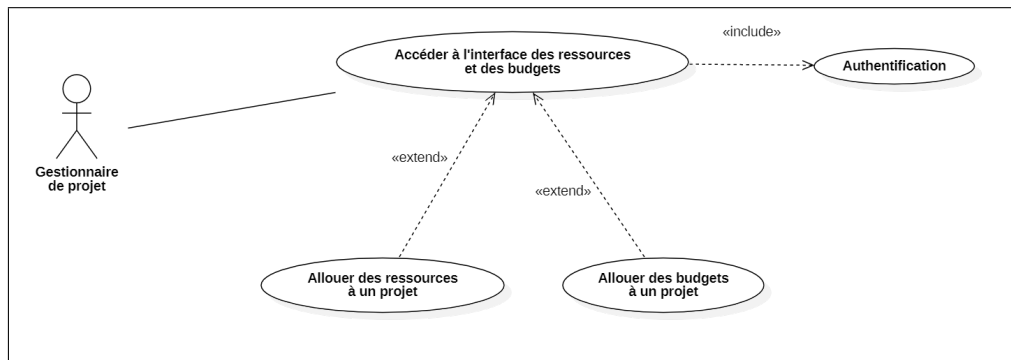 «include»
Accéder à l'interface des ressources
et des budgets
Authentification
«extend»
Gestionnaire
de projet
«extend»
Allouer des ressources
à un projet
Allouer des budgets
à un projet